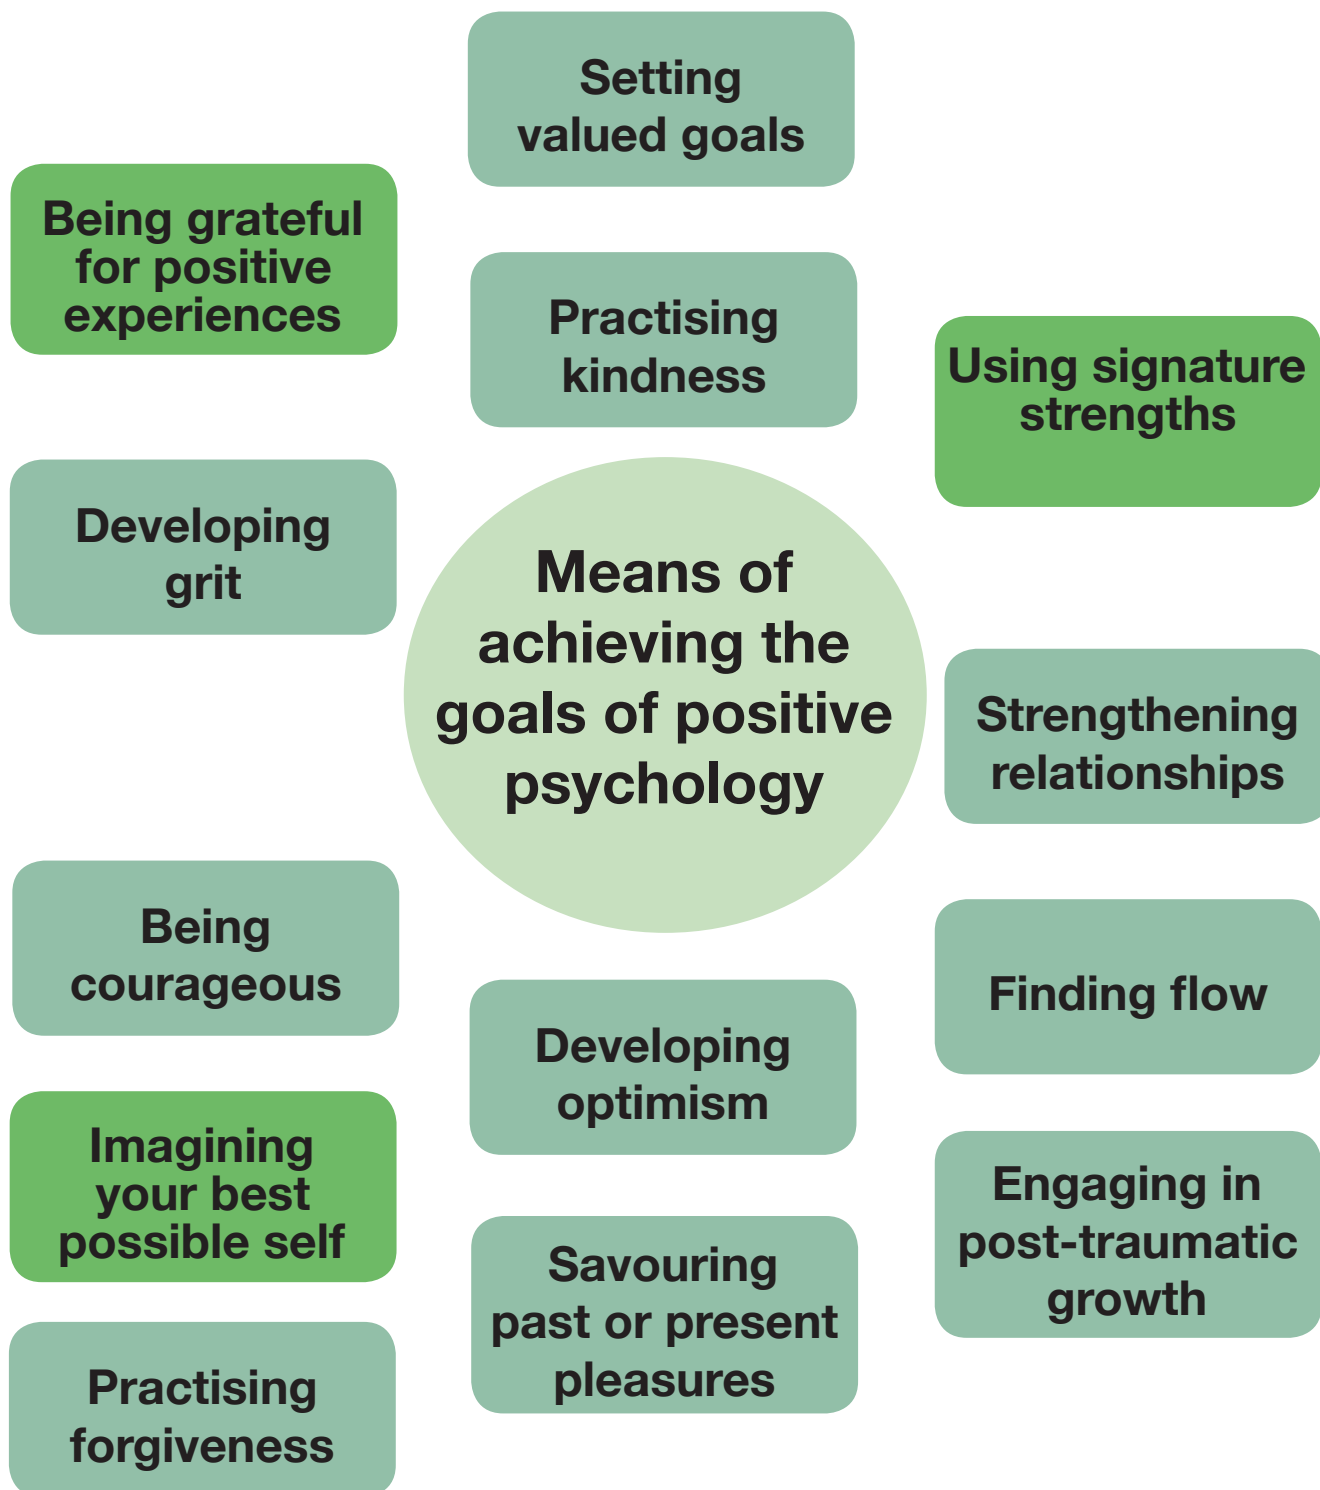 Setting
valued goals
Being grateful
for positive
experiences
Practising
kindness
Using signature
strengths
Developing
grit
Means of
achieving the
goals of positive
psychology
Strengthening
relationships
Being
courageous
Finding flow
Developing
optimism
Imagining
your best
possible self
Engaging in
post-traumatic
growth
Savouring
past or present
pleasures
Practising
forgiveness